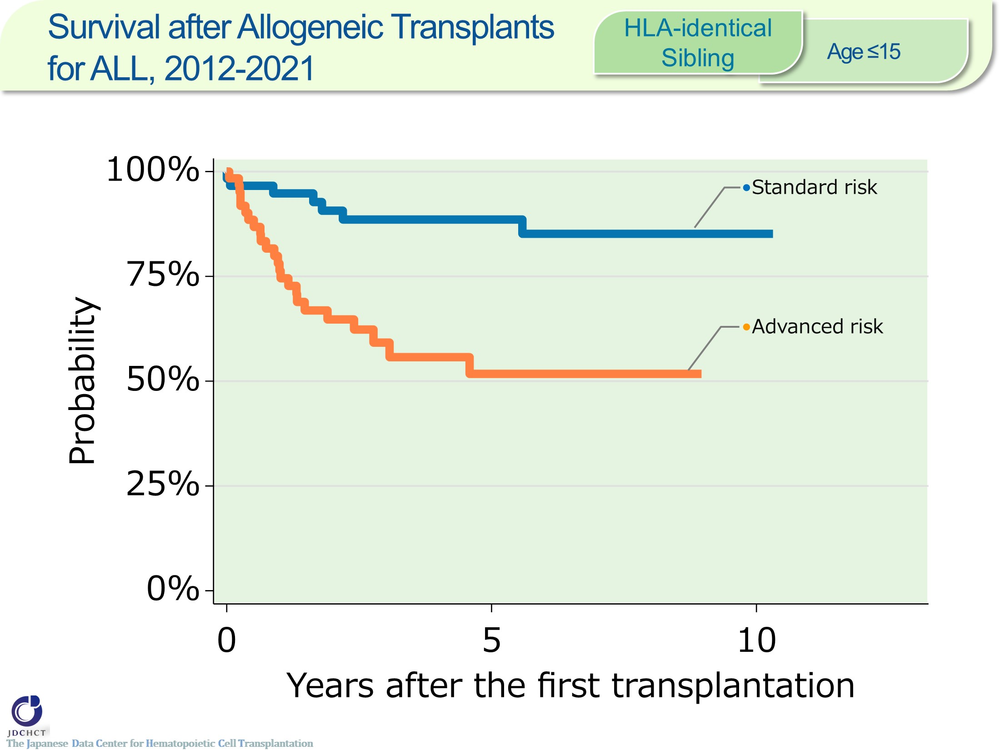 Survival after Allogeneic Transplants
for ALL, 2012-2021
HLA-identical
Sibling
Age ≤15
100%
75%
50%
25%
0%
Probability
Standard risk
Advanced risk
0
5
10
Years after the first transplantation
JDCHCT
The Japanese Data Center for Hematopoietic Cell Transplantation